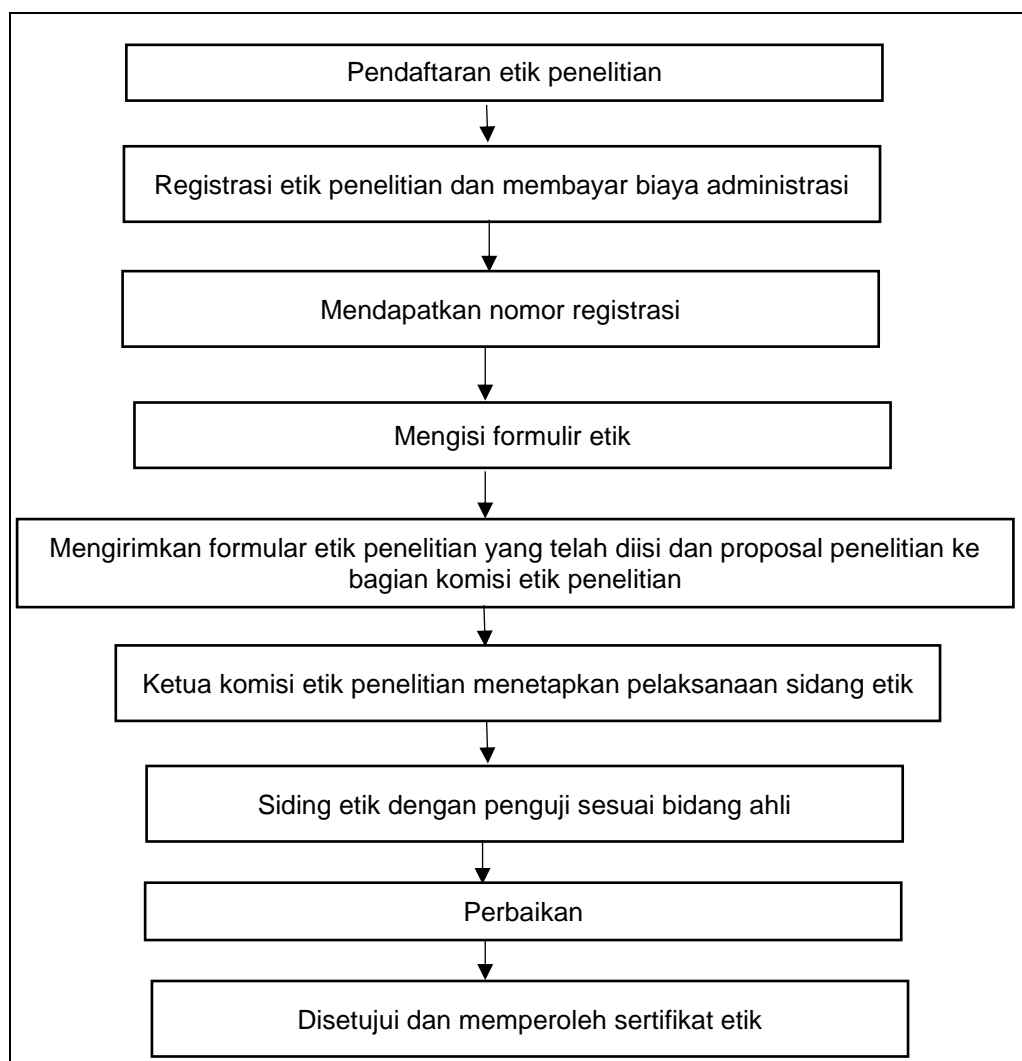 Pendaftaran etik penelitian
Registrasi etik penelitian dan membayar biaya administrasi
Mendapatkan nomor registrasi
Mengisi formulir etik
Mengirimkan formular etik penelitian yang telah diisi dan proposal penelitian ke
bagian komisi etik penelitian
Ketua komisi etik penelitian menetapkan pelaksanaan sidang etik
Siding etik dengan penguji sesuai bidang ahli
Perbaikan
Disetujui dan memperoleh sertifikat etik